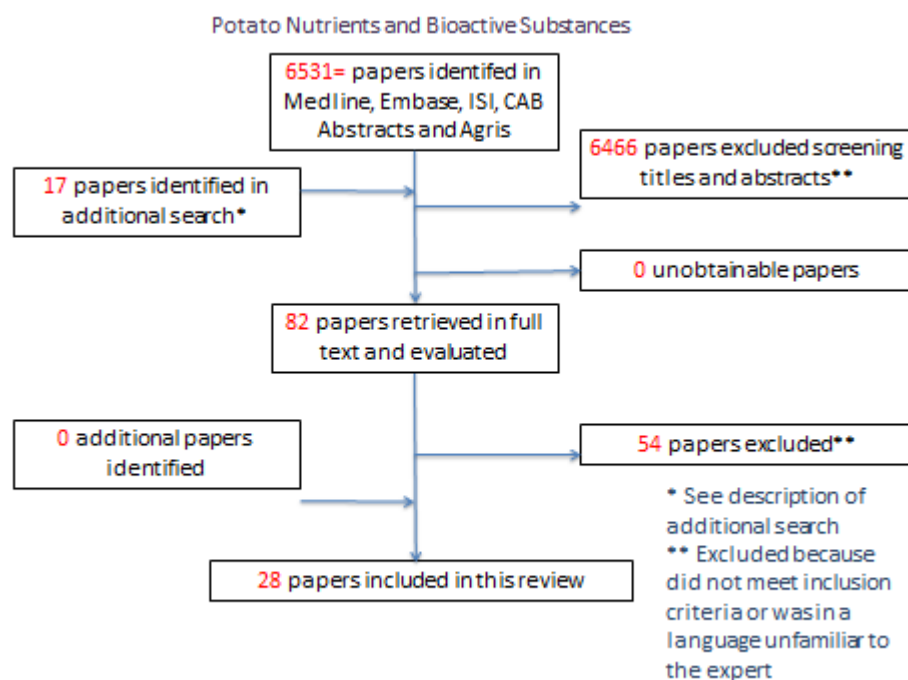 Potato Nutrients and Bioactive Substances
6531= papers identifed in
Medline, Embase, ISI, CAB
Abstracts and Agris
6466 papers excluded screening
titles and abstracts**
17 papers identified in
additional search*
0 unobtainable papers
82 papers retrieved in full
text and evaluated
0 additional papers
identified
54 papers excluded**
28 papers included in this review
* See description of
additional search
** Excluded because
did not meet inclusion
criteria or was in a
language unfamiliar to
the expert